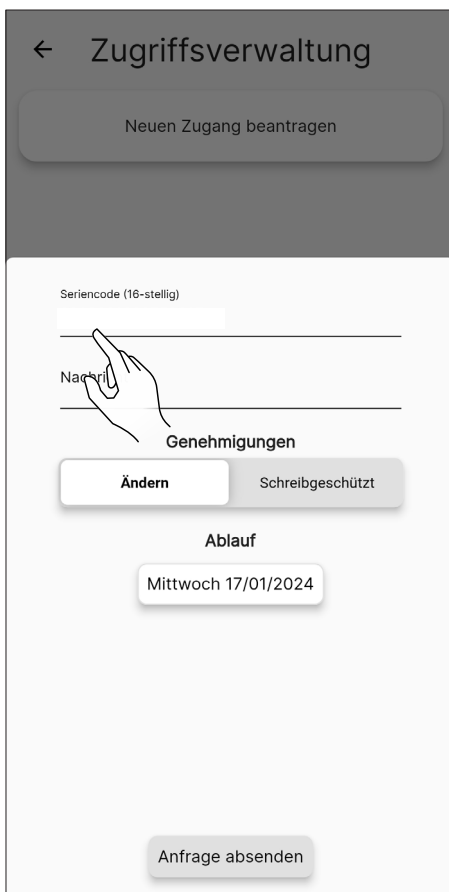 Zugriffsverwaltung
Neuen Zugang beantragen
Seriencode (16-stellig)
Genehmigungen
Ändern Schreibgeschützt
Ablauf
Mittwoch 17/01/2024
Anfrage absenden